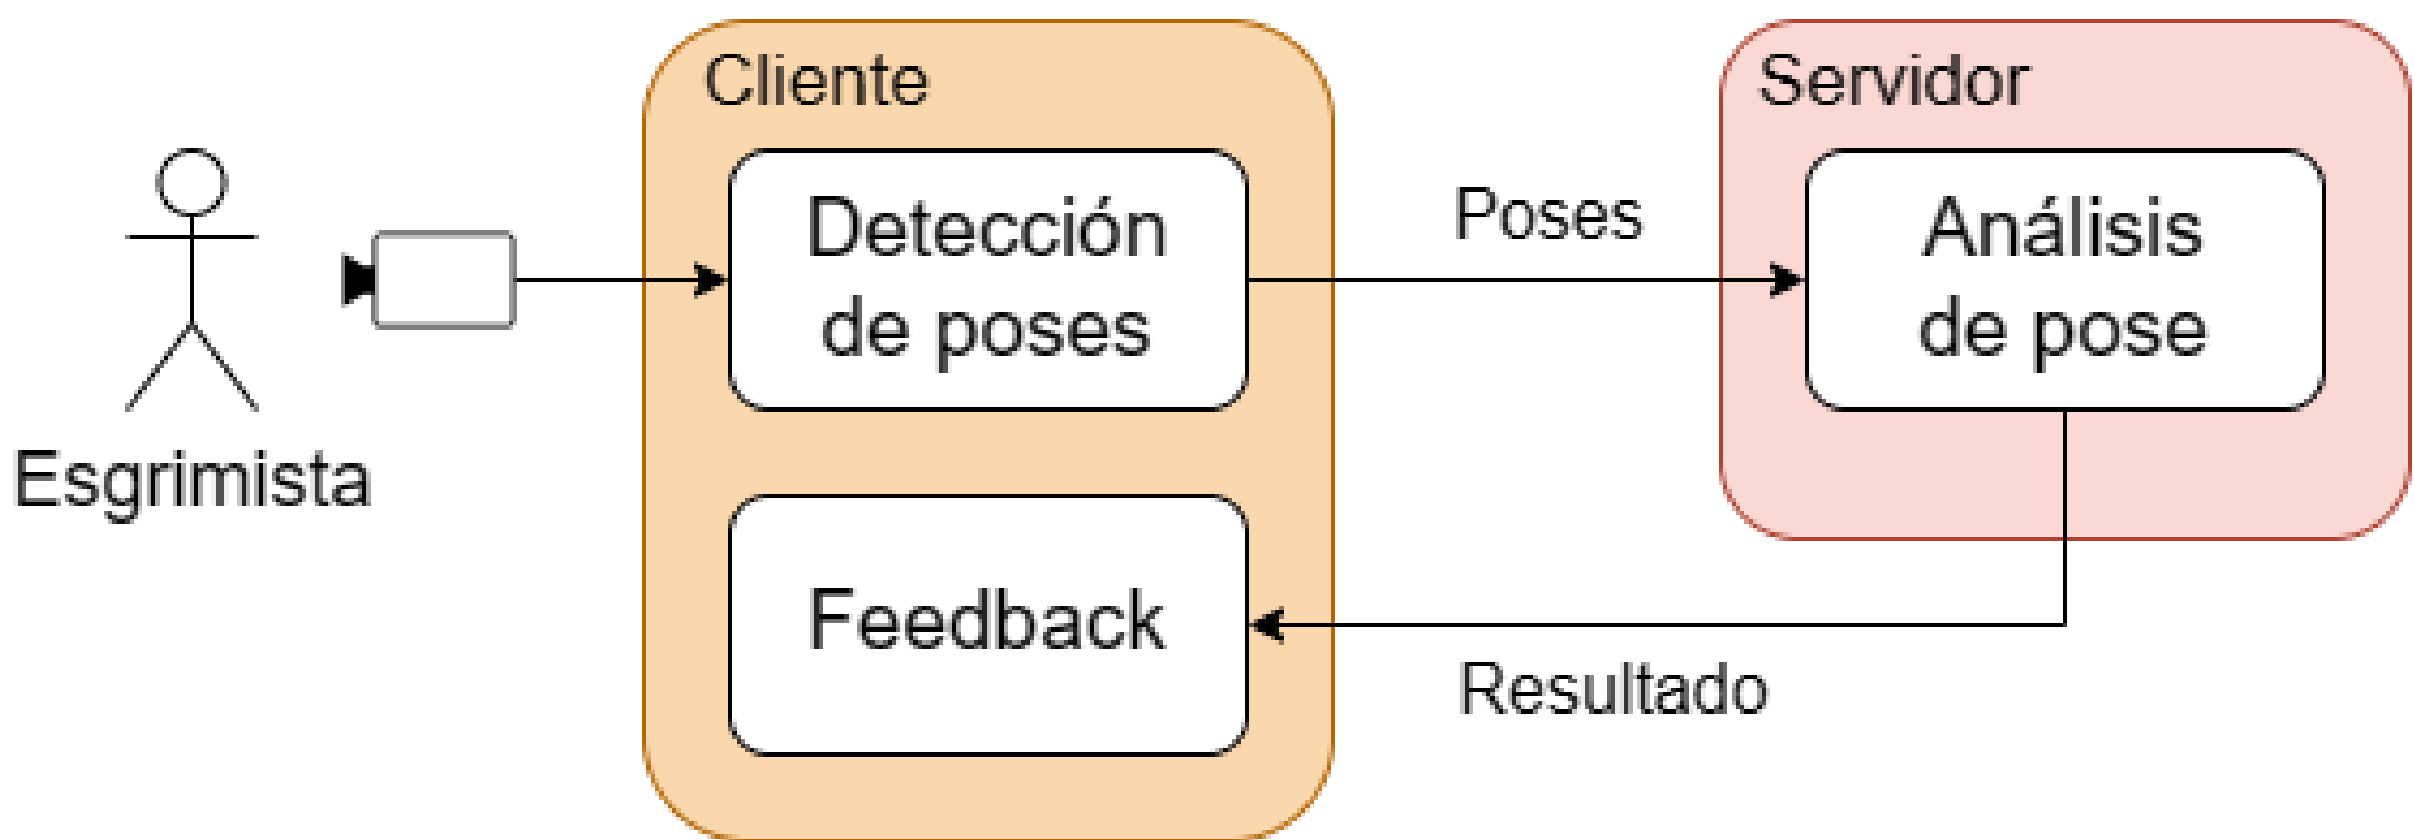 Cliente
Servidor
Detección
de poses
Poses
Análisis
de pose
Esgrimista
Feedback
Resultado